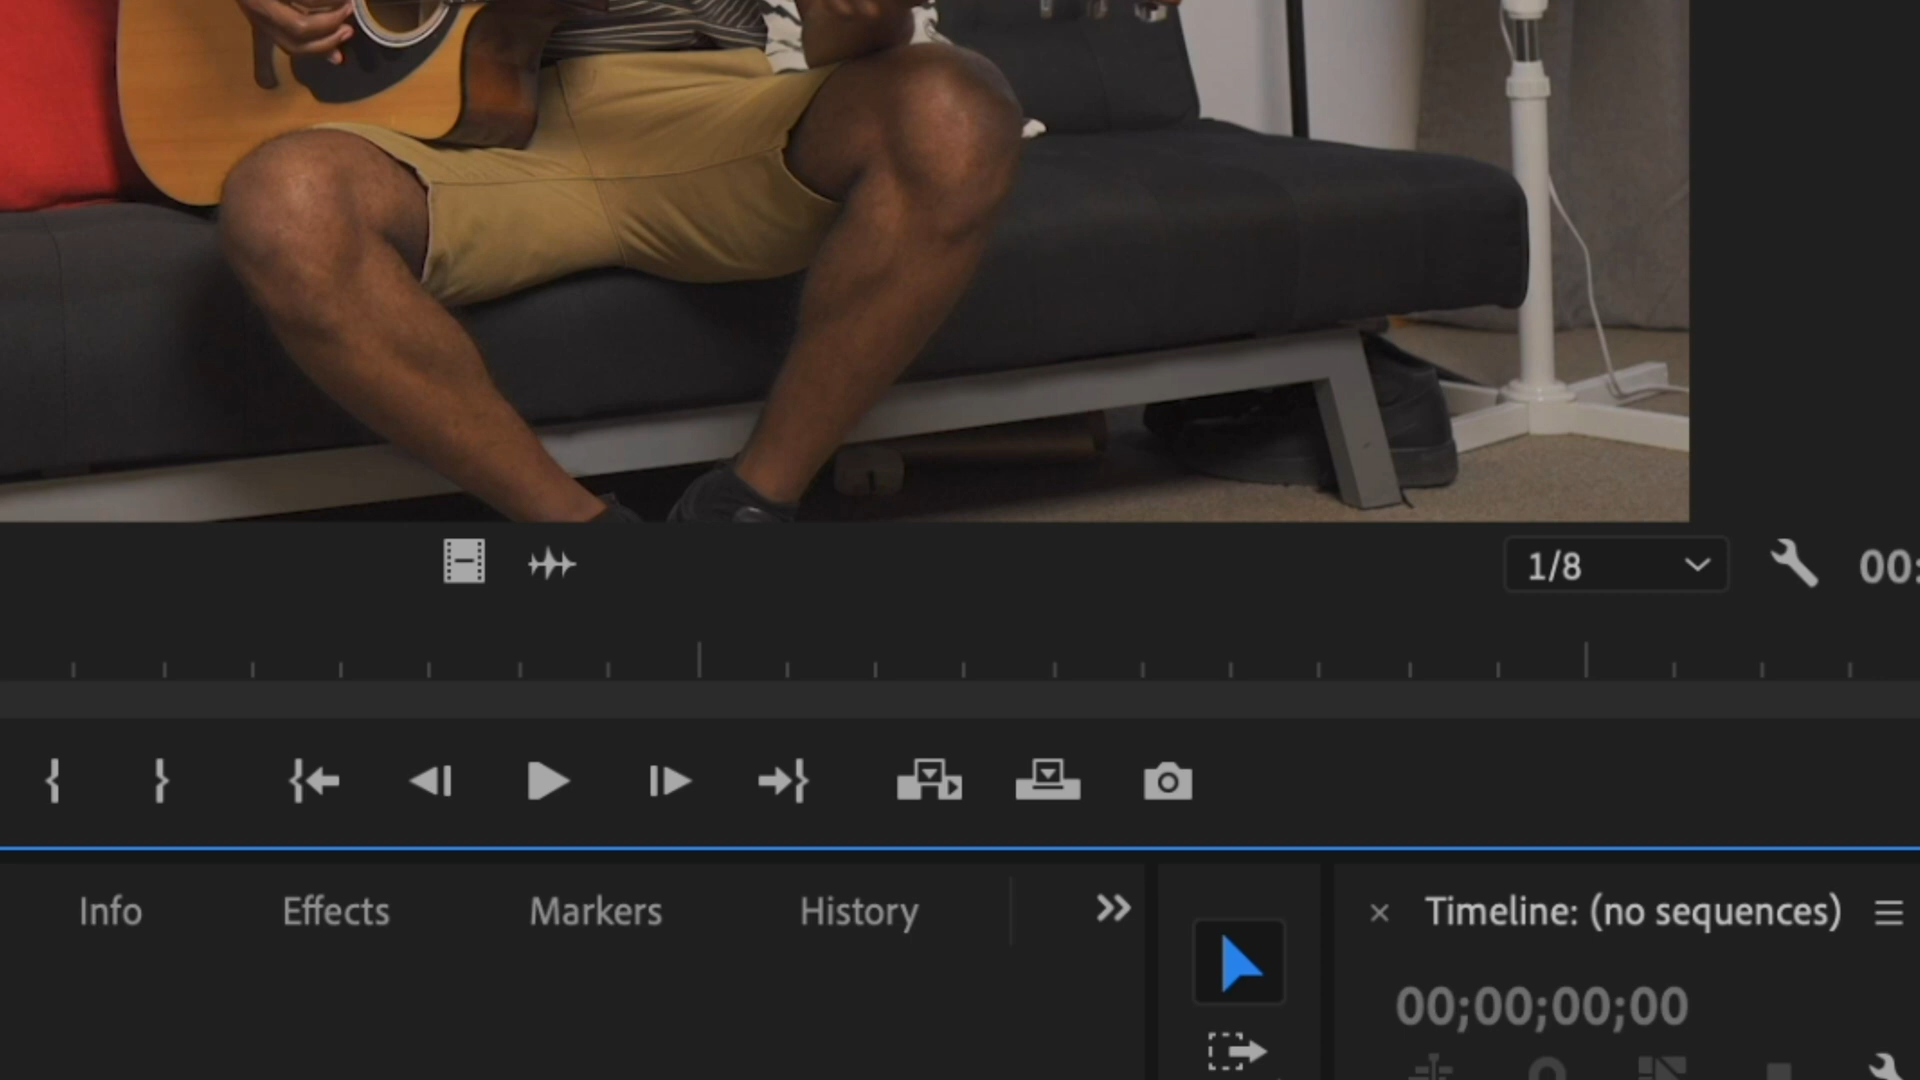 1/8
00:
Info Effects Markers History
Timeline: (no sequences)
00;00;00;00